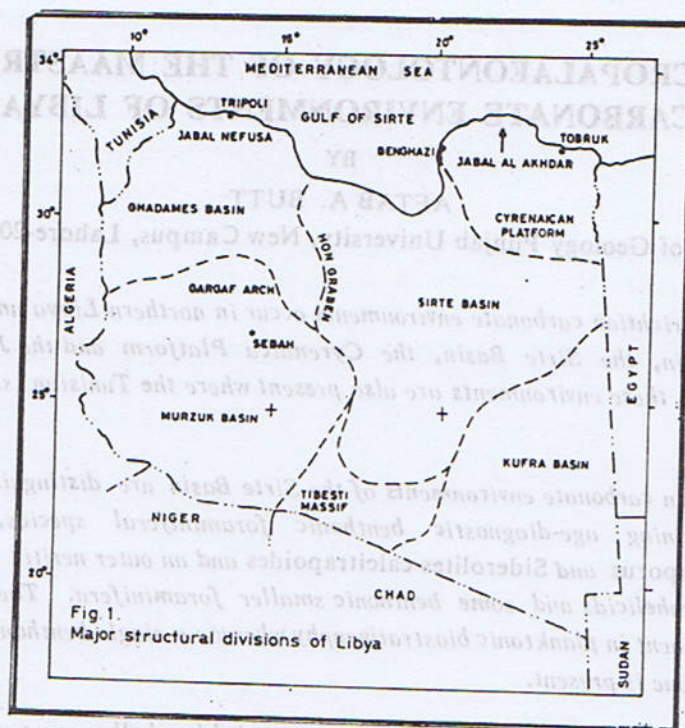 10°
15°
20°
25°
MEDITERRANEAN SEA
TRIPOLI
GULF OF SIRTE
TUNISIA
JABAL NEFUSA
BENGHAZI
TOBRUK
JABAL AL AKHDAR
30°
GHADAMES BASIN
CYRENAICAN
PLATFORM
HON GRABEN
ALGERIA
GARGAF ARCH
SIRTE BASIN
SEBAH
EGYPT
25°
MURZUK BASIN
KUFRA BASIN
TIBESTI
MASSIF
NIGER
CHAD
SUDAN
Fig. 1
Major structural divisions of Libya